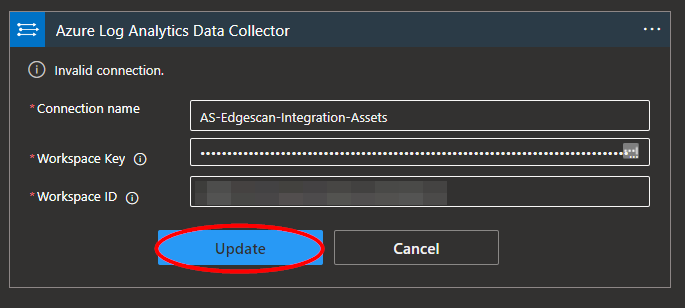 Azure Log Analytics Data Collector
Invalid connection.
*Connection name
AS-Edgescan-Integration-Assets
*Workspace Key
*Workspace ID
Update
Cancel